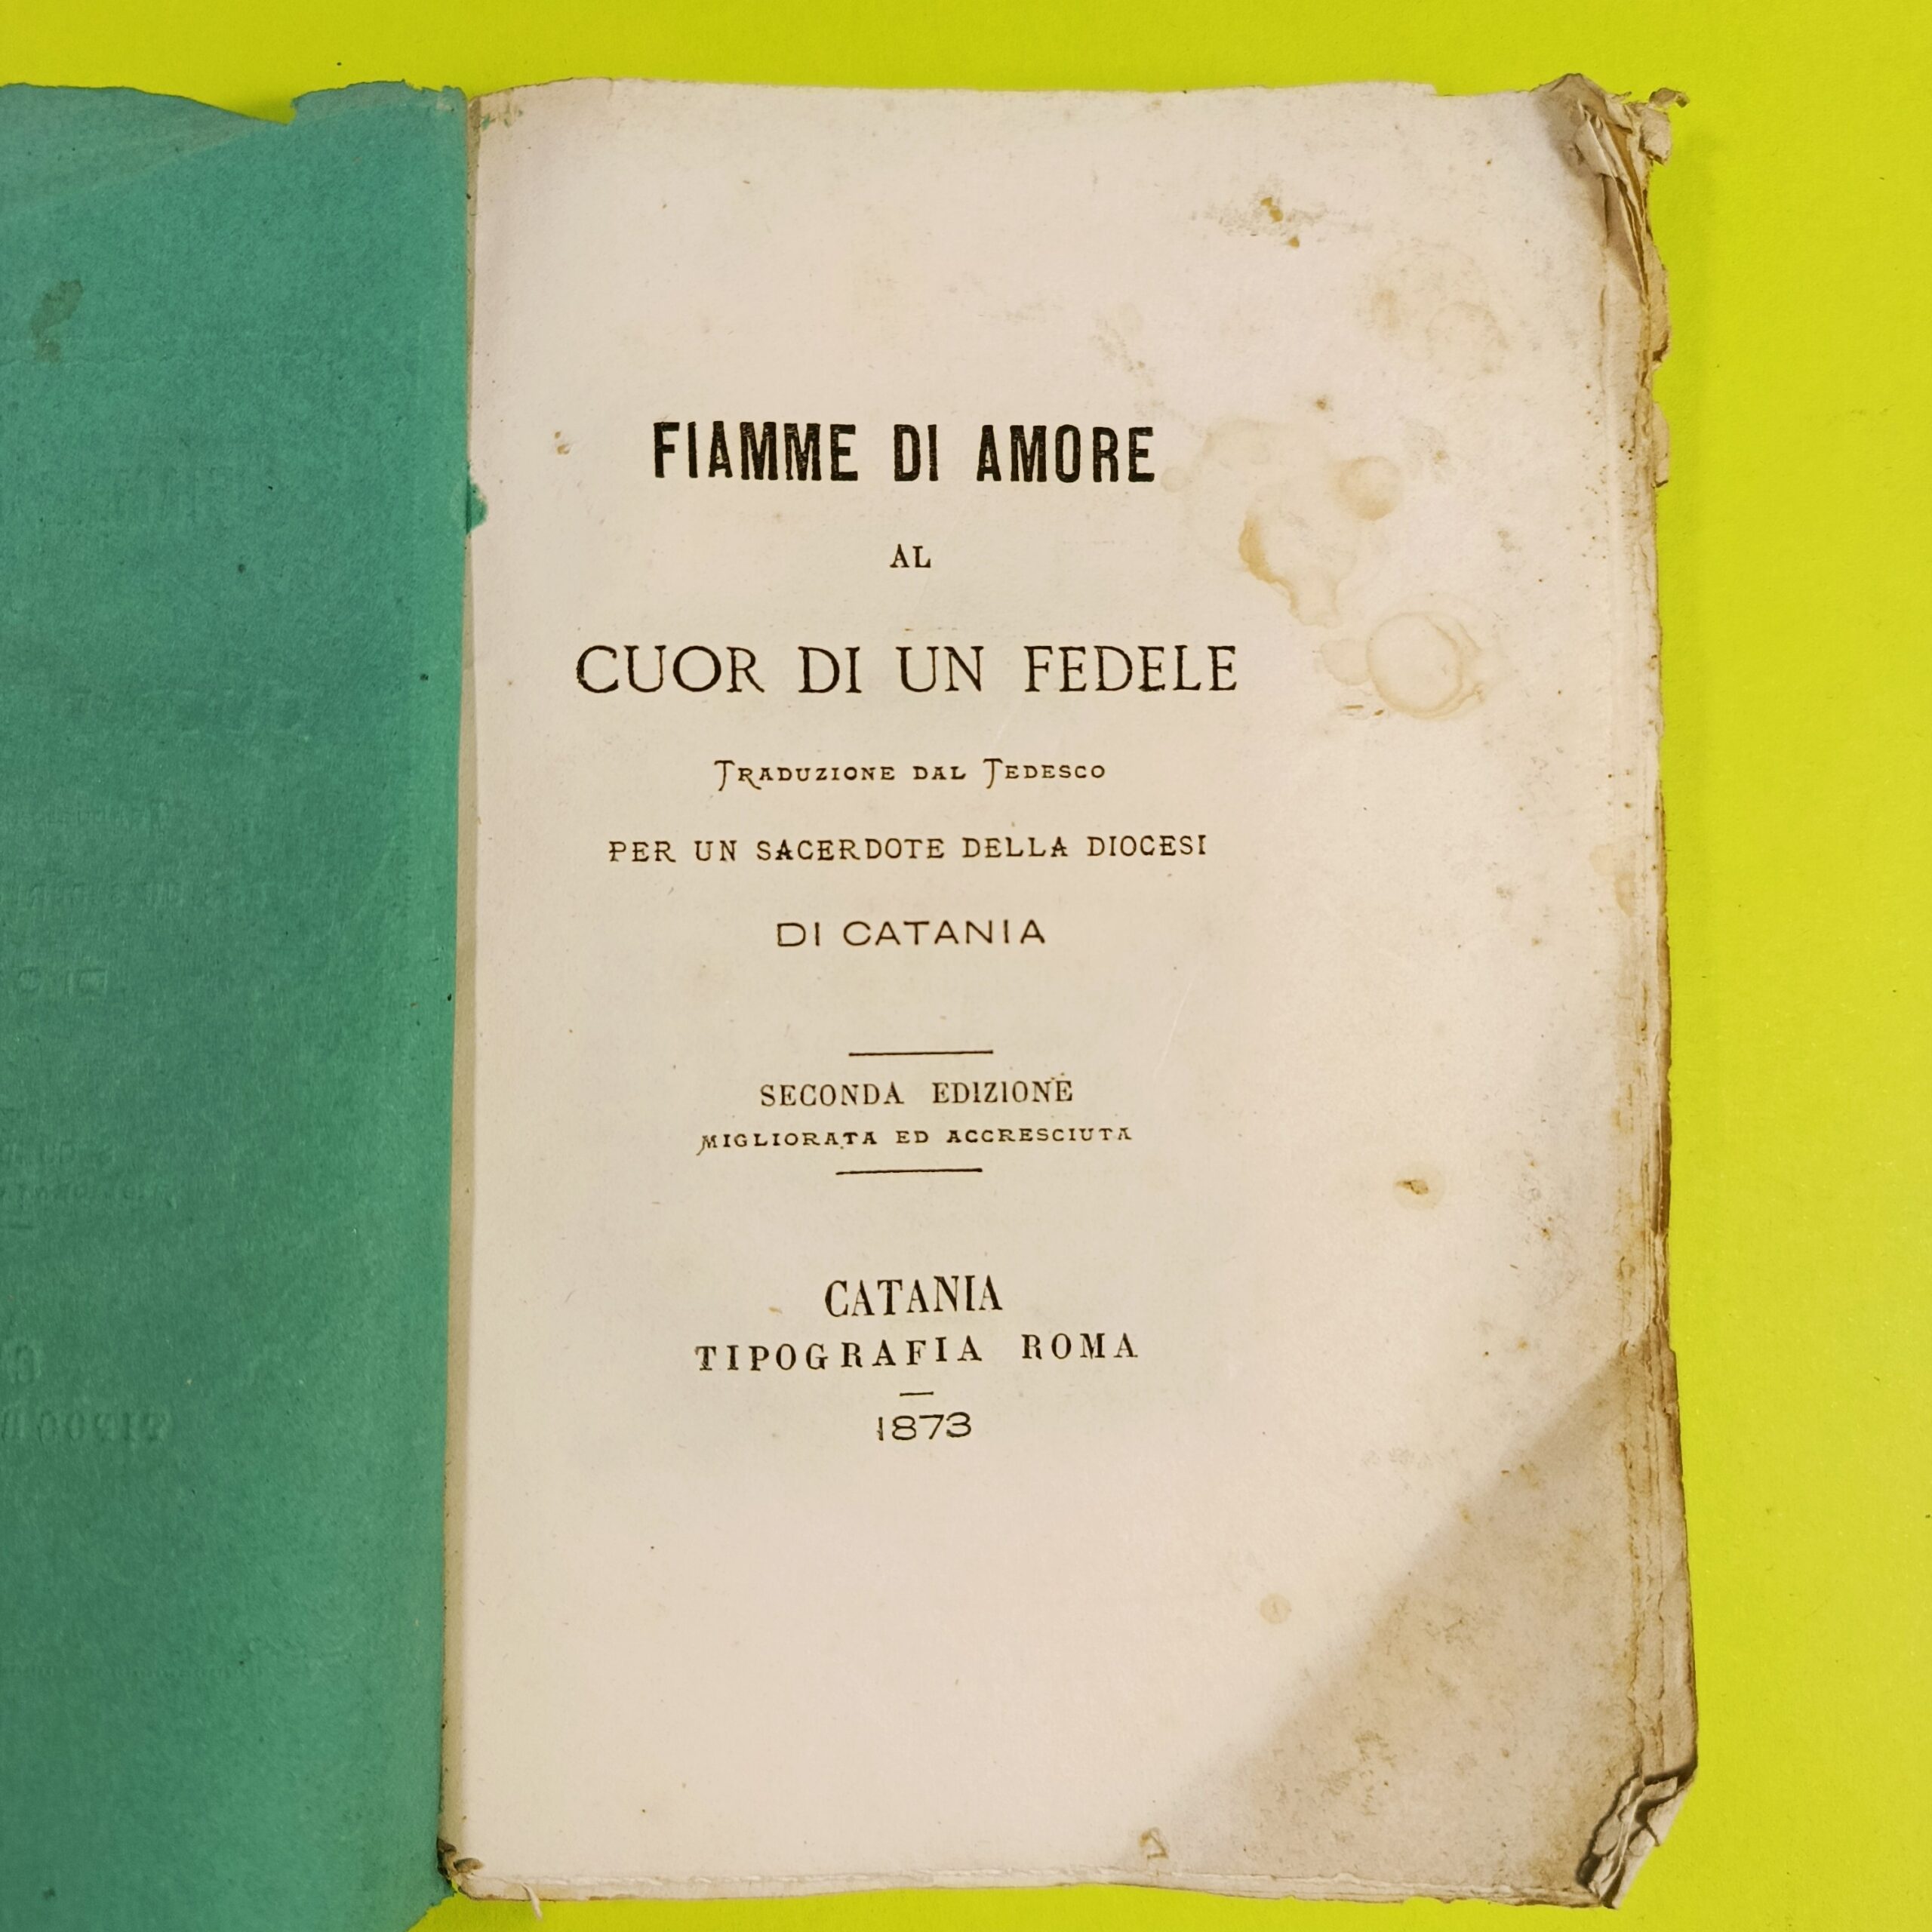 FIAMME DI AMORE
AL
CUOR DI UN FEDELE
TRADUZIONE DAL TEDESCO
PER UN SACERDOTE DELLA DIOCESI
DI CATANIA
SECONDA EDIZIONE
MIGLIORATA ED ACCRESCIUTA
CATANIA
TIPOGRAFIA ROMA
1873